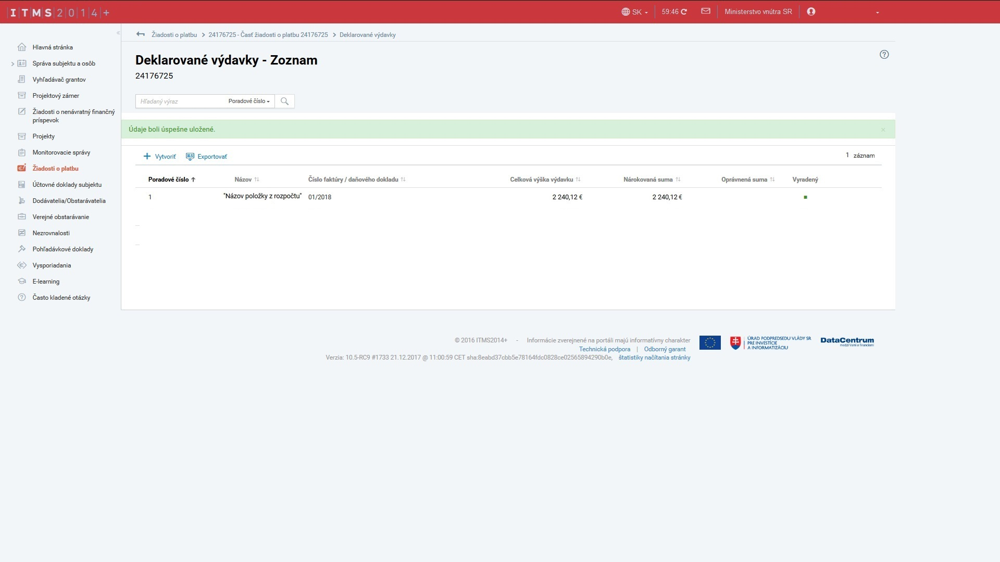 ITMS2014+
SK
59:46
Ministerstvo vnútra SR
Hlavná stránka
Správa subjektu a osôb
Vyhľadávač grantov
Projektový zámer
Žiadosti o nenávratný finančný
príspevok
Projekty
Monitorovacie správy
Žiadosti o platbu
Účtovné doklady subjektu
Dodávatelia/Obstarávatelia
Verejné obstarávanie
Nezrovnalosti
Pohľadávkové doklady
Vysporiadania
E-learning
Často kladené otázky
Žiadosti o platbu > 24176725 - Časť žiadosti o platbu 24176725 > Deklarované výdavky
Deklarované výdavky - Zoznam
24176725
Hľadaný výraz Poradové číslo
Údaje boli úspešne uložené. ×
Vytvoriť XLS Exportovať 1 záznam
Poradové číslo Názov Číslo faktúry / daňového dokladu Celková výška výdavku Nárokovaná suma Oprávnená suma Vyradený
1 "Názov položky z rozpočtu" 01/2018 2 240,12 € 2 240,12 €
© 2016 ITMS2014+ - Informácie zverejnené na portáli majú informatívny charakter
Technická podpora | Odborný garant
Verzia: 10.5-RC9 #1733 21.12.2017 @ 11:00:59 CET sha:8eabd37cbb5e78164fdc0828ce02565894290b0e, štatistiky načítania stránky
ÚRAD PODPREDSEDU VLÁDY SR
PRE INVESTÍCIE
A INFORMATIZÁCIU
DataCentrum
medzi Vami a financiami